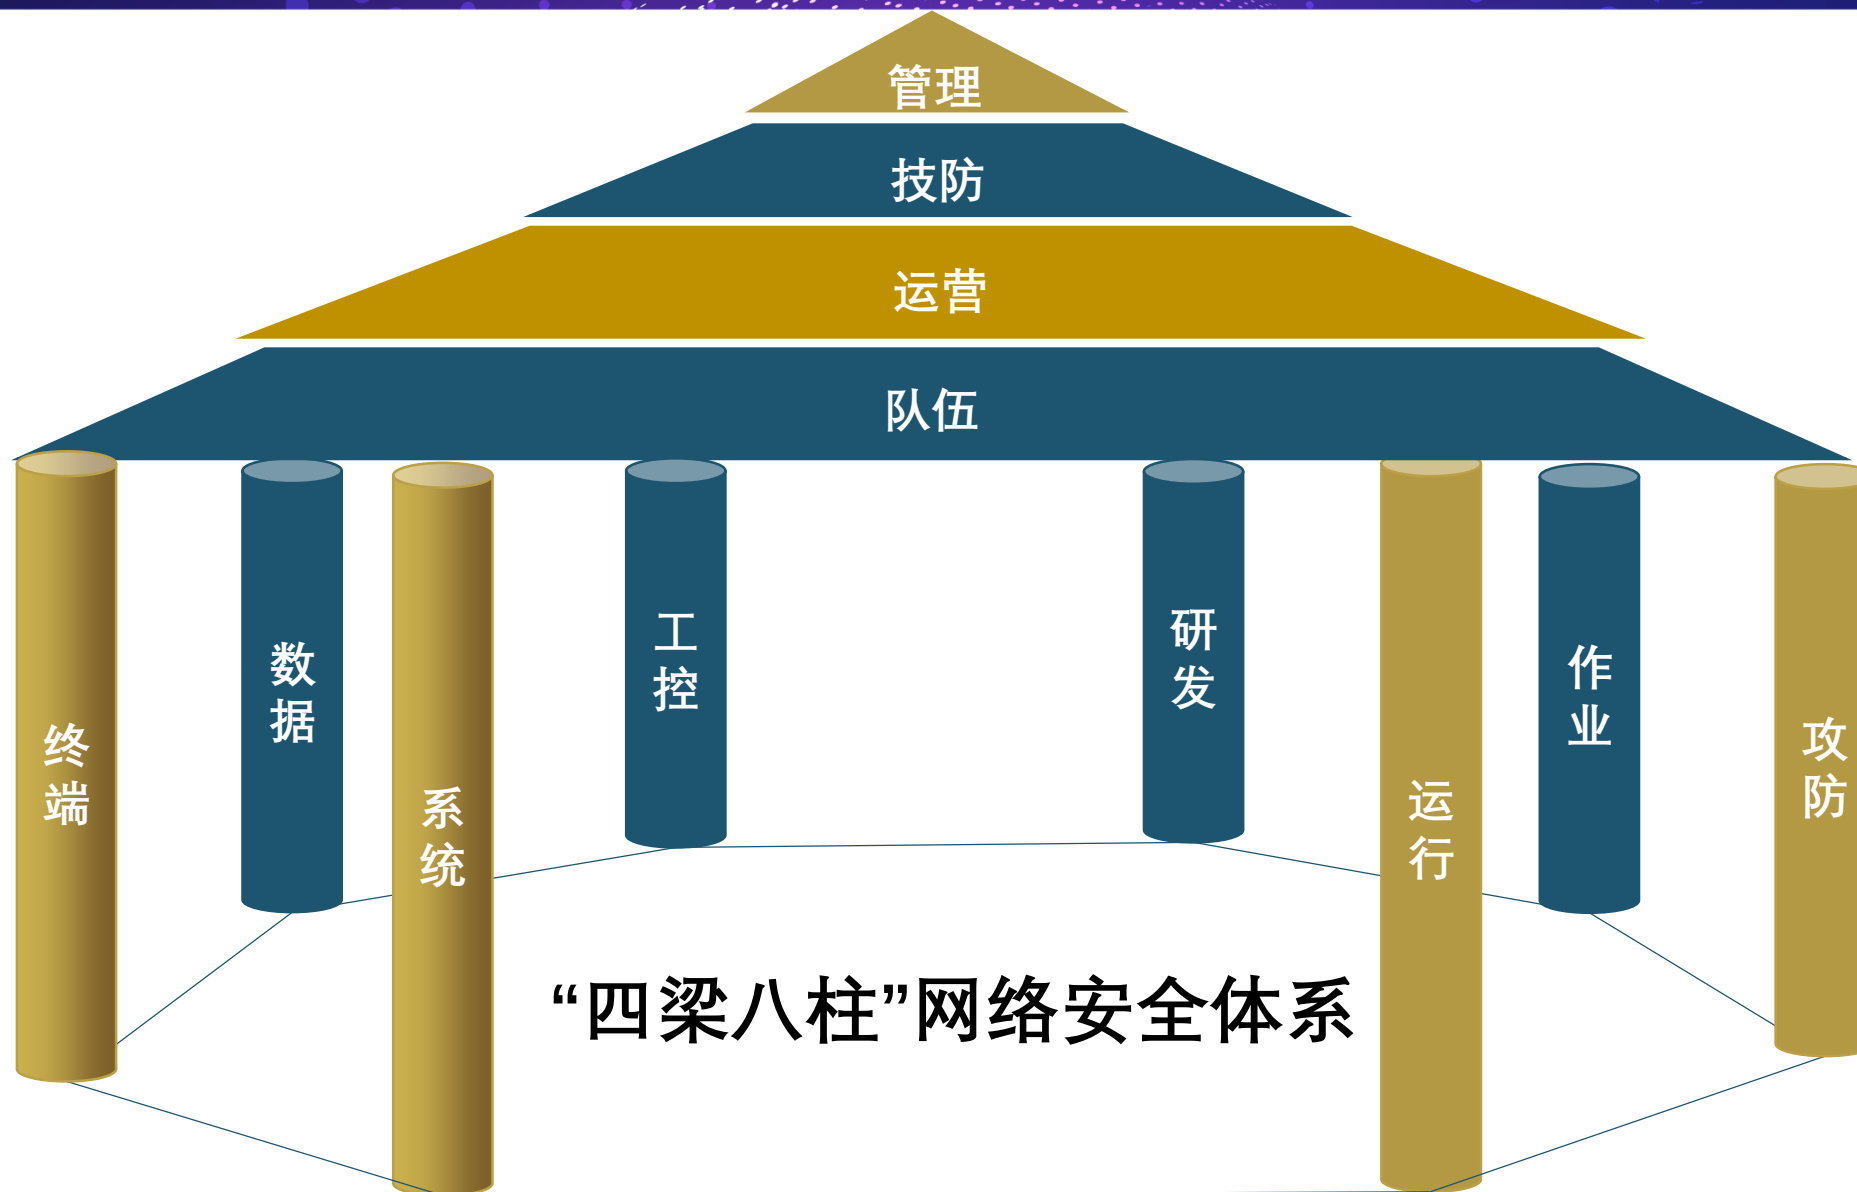 管理
技防
运营
队伍
终端
数据
系统
工控
研发
运行
作业
攻防
“四梁八柱”网络安全体系